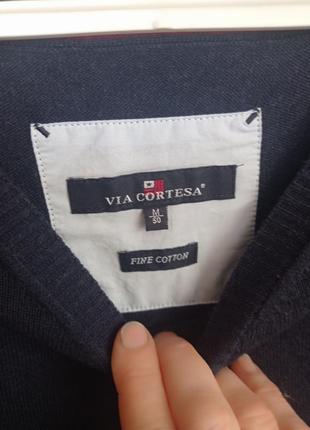 VIA CORTESA®
M
50
FINE COTTON